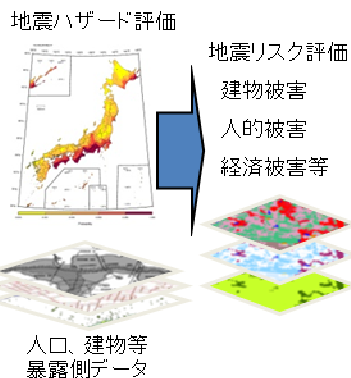 地震ハザード評価
地震リスク評価
建物被害
人的被害
経済被害等
人口、建物等
暴露側データ